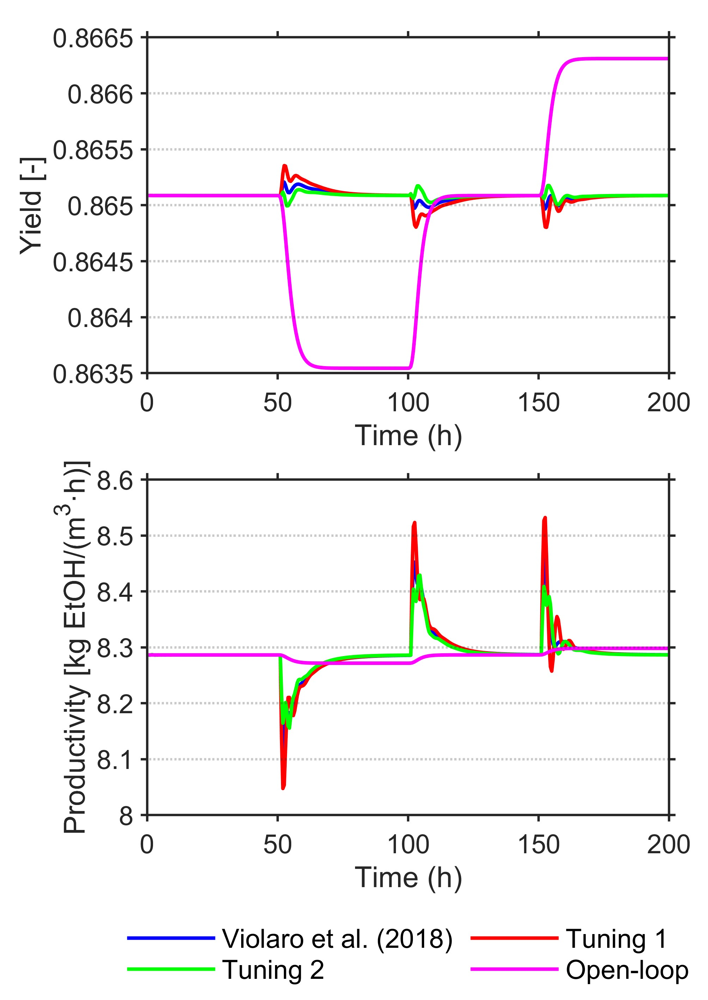 Yield [-]
0.8665
0.866
0.8655
0.865
0.8645
0.864
0.8635
0 50 100 150 200
Time (h)
Productivity [kg EtOH/(m³·h)]
8.6
8.5
8.4
8.3
8.2
8.1
8
0 50 100 150 200
Time (h)
Violaro et al. (2018) Tuning 1
Tuning 2 Open-loop